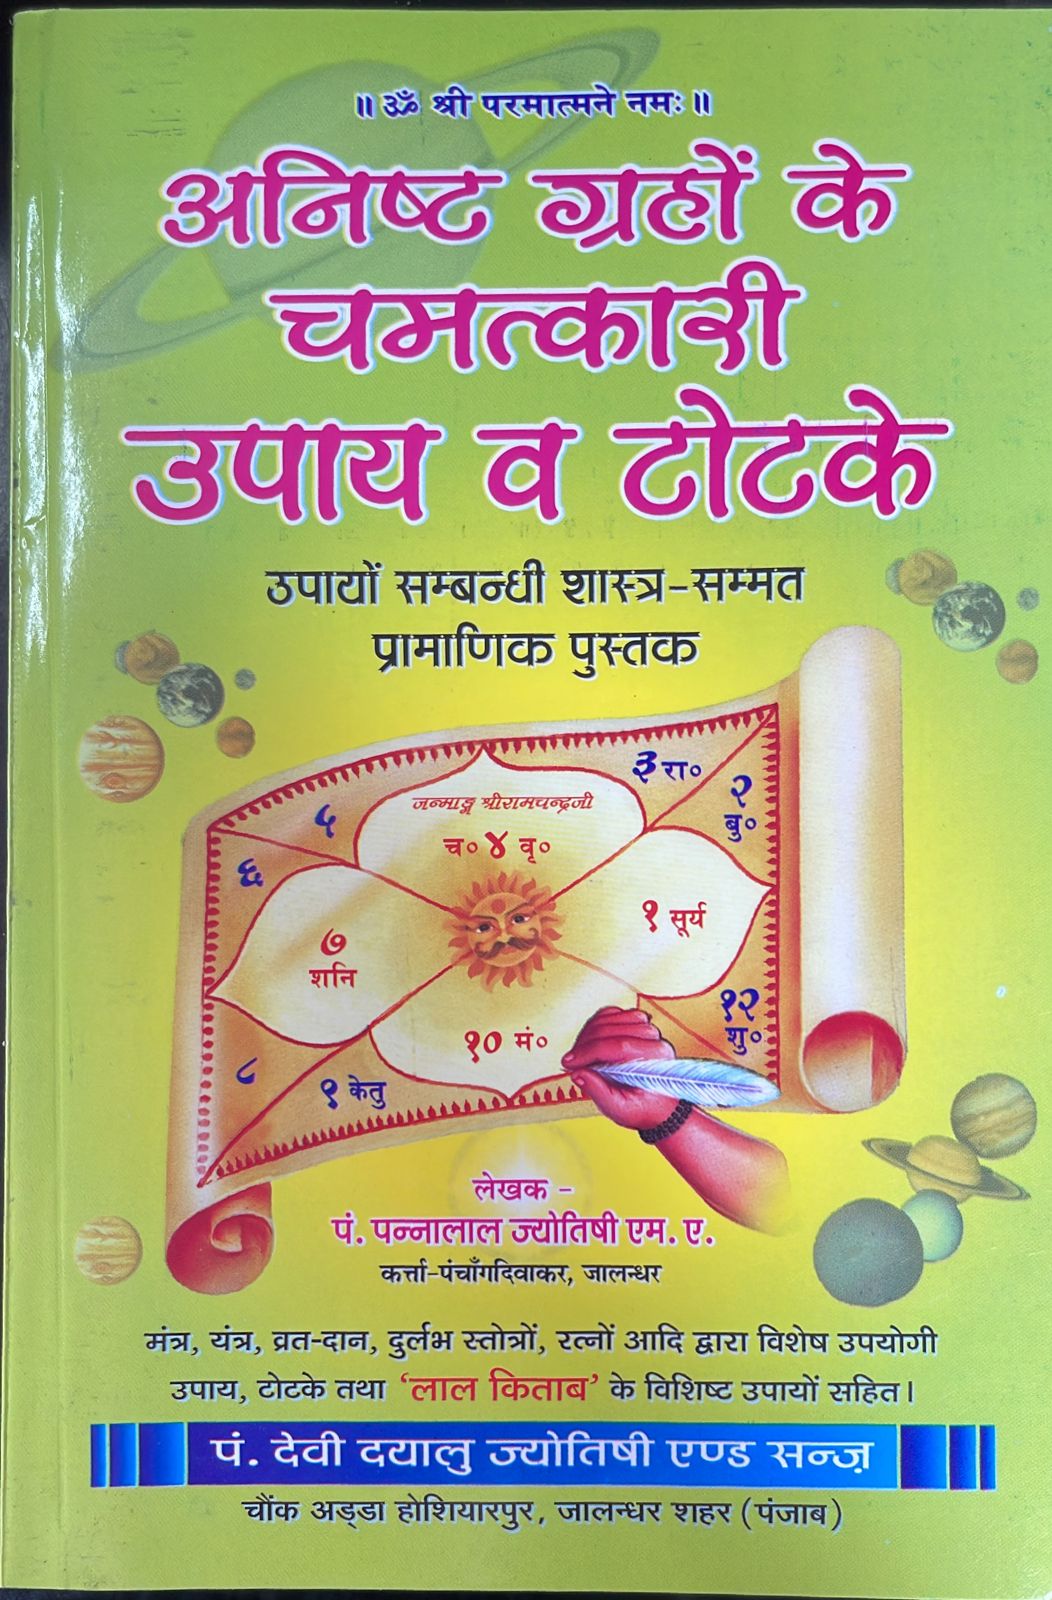 ॥ ॐ श्री परमात्मने नमः ॥
अनिष्ट ग्रहों के
चमत्कारी
उपाय व टोटके
उपायों सम्बन्धी शास्त्र-सम्मत
प्रामाणिक पुस्तक
जन्माङ्ग श्रीरामचन्द्रजी
च० ४ वृ०
३ रा०
२
बु०
५
६
१ सूर्य
७
शनि
१२
शु०
१० मं०
८
९ केतु
लेखक -
पं. पन्नालाल ज्योतिषी एम. ए.
कर्त्ता-पंचाँगदिवाकर, जालन्धर
मंत्र, यंत्र, व्रत-दान, दुर्लभ स्तोत्रों, रत्नों आदि द्वारा विशेष उपयोगी
उपाय, टोटके तथा 'लाल किताब' के विशिष्ट उपायों सहित।
पं. देवी दयालु ज्योतिषी एण्ड सन्ज़
चौंक अड्डा होशियारपुर, जालन्धर शहर (पंजाब)